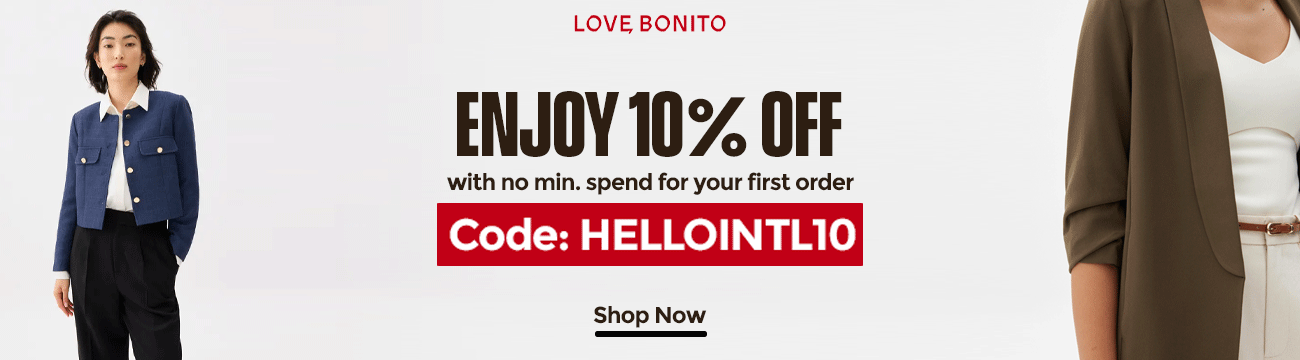 LOVE, BONITO
ENJOY 10% OFF
with no min. spend for your first order
Code: HELLOINTL10
Shop Now